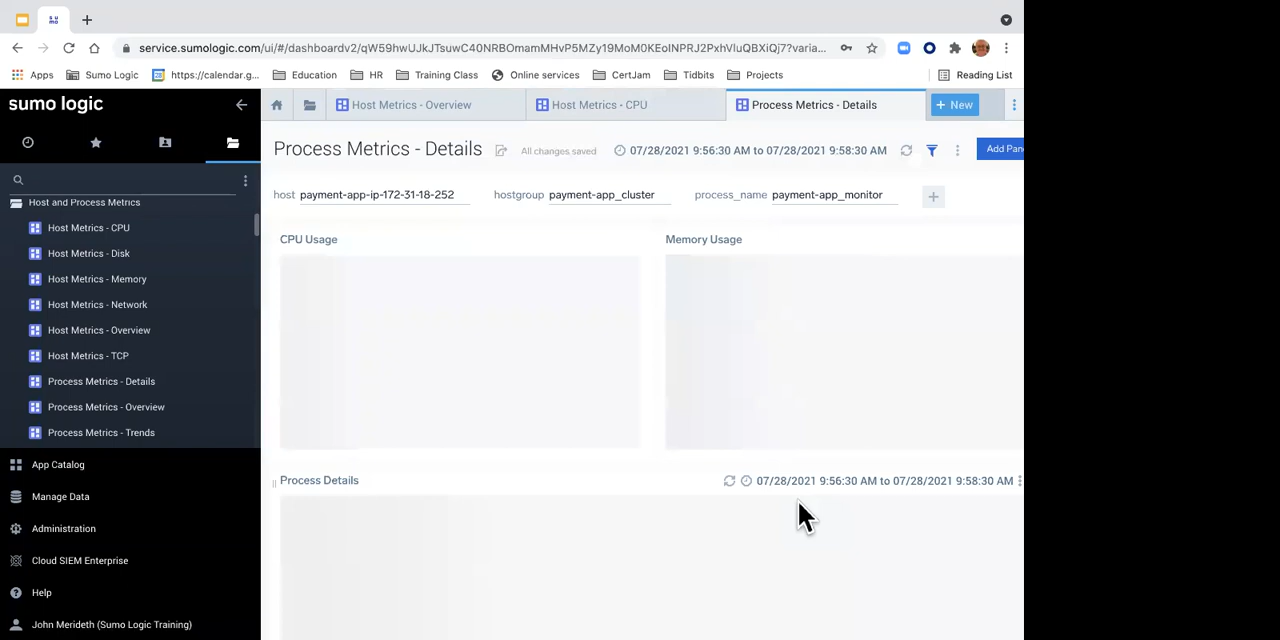 service.sumologic.com/ui/#/dashboardv2/qW59hwUJkJTsuwC40NRBOmamMHvP5MZy19MoM0KEoINPRJ2PxhVluQBXiQj7?varia...
Apps
Sumo Logic
https://calendar.g...
Education
HR
Training Class
Online services
CertJam
Tidbits
Projects
Reading List
sumo logic
Host Metrics - Overview
Host Metrics - CPU
Process Metrics - Details
+ New
Process Metrics - Details
All changes saved
07/28/2021 9:56:30 AM to 07/28/2021 9:58:30 AM
Add Pan
host payment-app-ip-172-31-18-252
hostgroup payment-app_cluster
process_name payment-app_monitor
Host and Process Metrics
Host Metrics - CPU
Host Metrics - Disk
Host Metrics - Memory
Host Metrics - Network
Host Metrics - Overview
Host Metrics - TCP
Process Metrics - Details
Process Metrics - Overview
Process Metrics - Trends
App Catalog
Manage Data
Administration
Cloud SIEM Enterprise
Help
John Merideth (Sumo Logic Training)
CPU Usage
Memory Usage
Process Details
07/28/2021 9:56:30 AM to 07/28/2021 9:58:30 AM